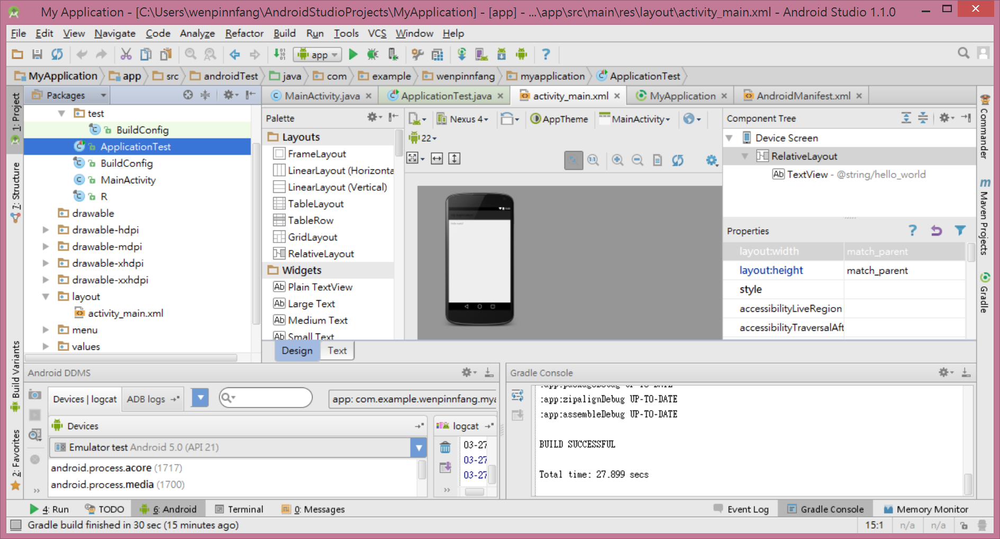 My Application - [C:\Users\wenpinnfang\AndroidStudioProjects\MyApplication] - [app] - ...\app\src\main\res\layout\activity_main.xml - Android Studio 1.1.0
File Edit View Navigate Code Analyze Refactor Build Run Tools VCS Window Help
app
MyApplication app src androidTest java com example wenpinnfang myapplication ApplicationTest
1: Project
7: Structure
Build Variants
2: Favorites
Packages
test
BuildConfig
ApplicationTest
BuildConfig
MainActivity
R
drawable
drawable-hdpi
drawable-mdpi
drawable-xhdpi
drawable-xxhdpi
layout
activity_main.xml
menu
values
MainActivity.java ApplicationTest.java activity_main.xml MyApplication AndroidManifest.xml
Palette
Layouts
FrameLayout
LinearLayout (Horizonta
LinearLayout (Vertical)
TableLayout
TableRow
GridLayout
RelativeLayout
Widgets
Plain TextView
Large Text
Medium Text
Small Text
Nexus 4 AppTheme MainActivity
22
1:1
Design Text
Component Tree
Device Screen
RelativeLayout
Ab TextView - @string/hello_world
Properties
layout:width match_parent
layout:height match_parent
style
accessibilityLiveRegion
accessibilityTraversalAft
Commander
Maven Projects
Gradle
Android DDMS
Devices | logcat ADB logs app: com.example.wenpinnfang.mya
Devices
Emulator test Android 5.0 (API 21)
android.process.acore (1717)
android.process.media (1700)
logcat
03-27
03-27
03-27
Gradle Console
:app:packageDebug UP-TO-DATE
:app:zipalignDebug UP-TO-DATE
:app:assembleDebug UP-TO-DATE
BUILD SUCCESSFUL
Total time: 27.899 secs
4: Run TODO 6: Android Terminal 0: Messages Event Log Gradle Console Memory Monitor
Gradle build finished in 30 sec (15 minutes ago) 15:1 n/a n/a